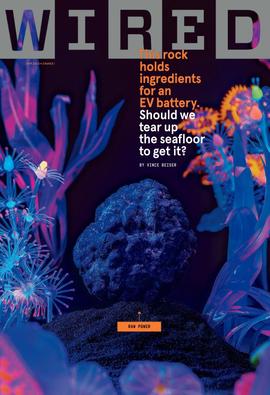 WIRED
This rock
holds
ingredients
for an
EV battery.
Should we
tear up
the seafloor
to get it?
BY VINCE BEISER
RAW POWER